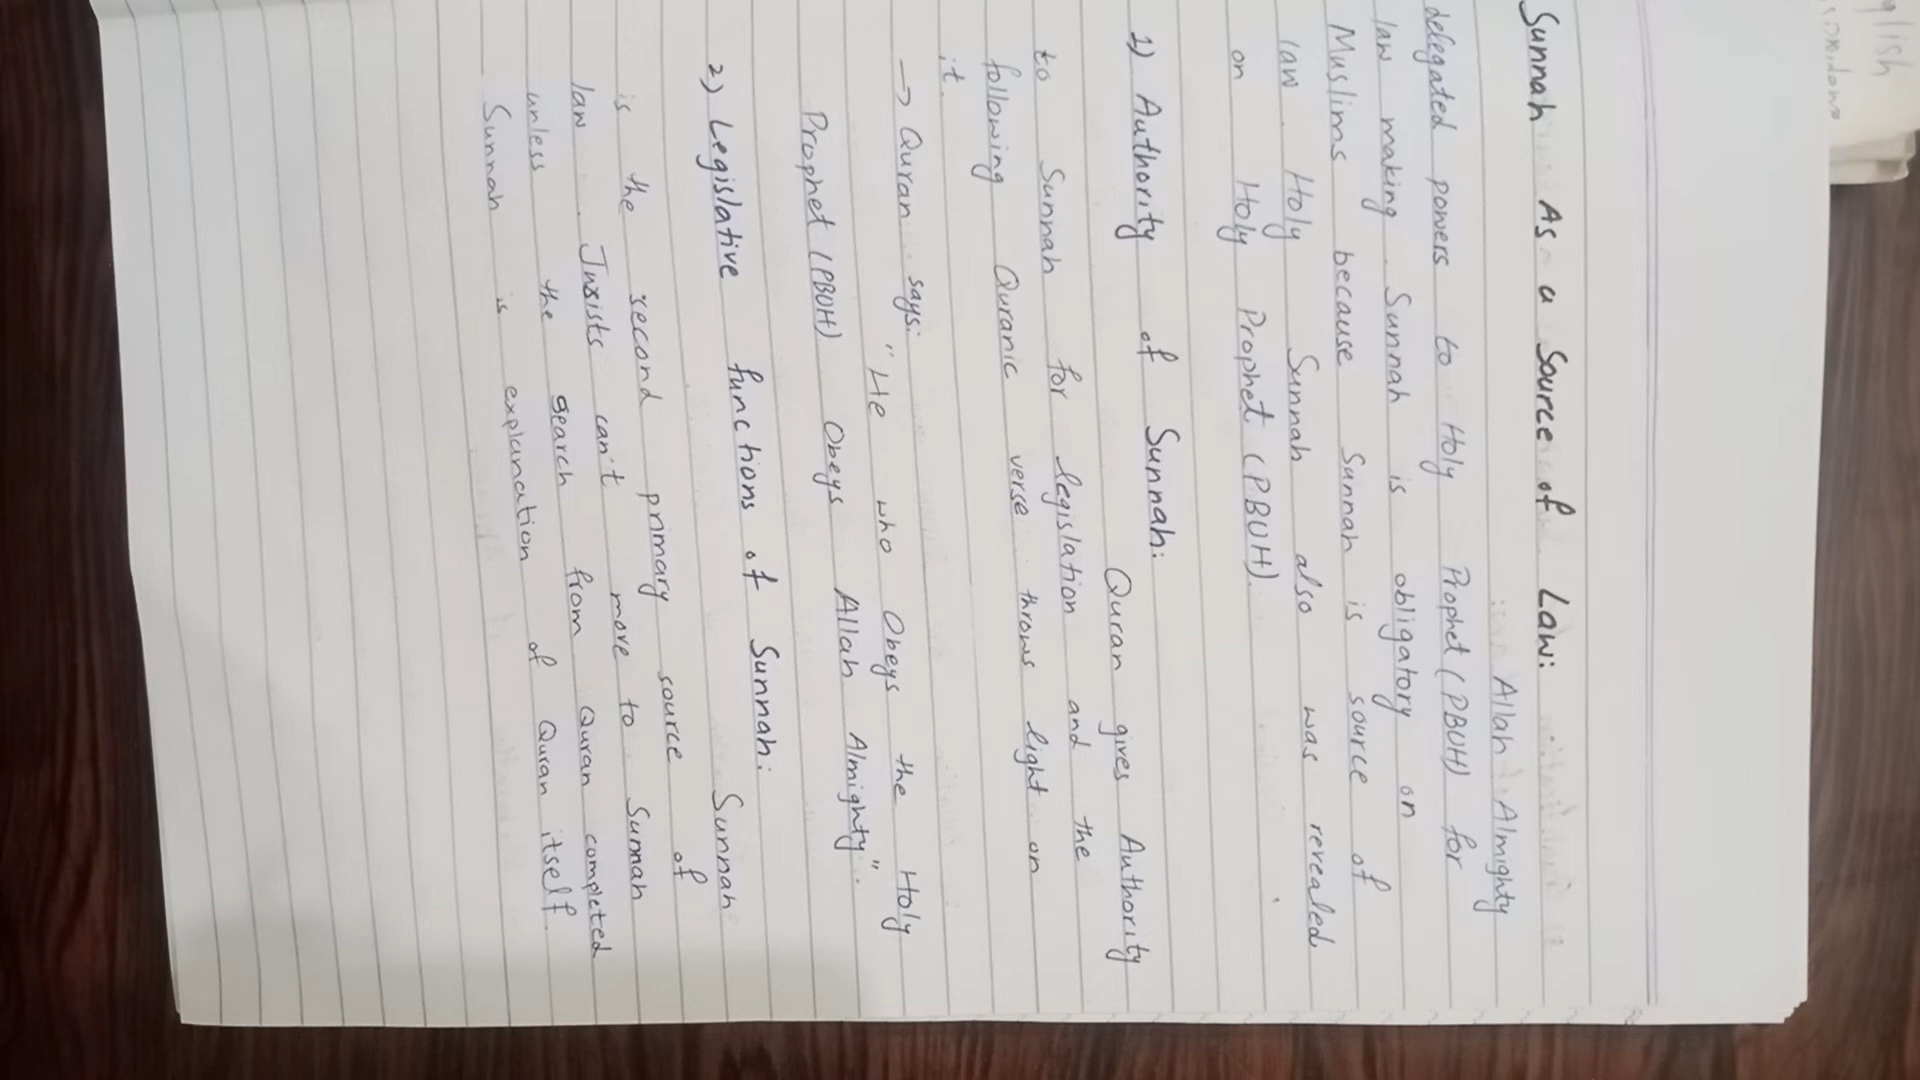 Sunnah As a Source of Law:
Allah Almighty
delegated powers to Holy Prophet (PBUH) for
law making. Sunnah is obligatory on
Muslims because Sunnah is source of
law. Holy Sunnah also was revealed
on Holy Prophet (PBUH).
1) Authority of Sunnah:
Quran gives Authority
to Sunnah for legislation and the
following Quranic verse throws light on
it.
→ Quran says:
"He who Obeys the Holy
Prophet (PBUH) Obeys Allah Almighty".
2) Legislative functions of Sunnah:
Sunnah
is the second primary source of
law. Jurists can't move to Sunnah
unless the search from Quran completed
Sunnah is explanation of Quran itself.
glish